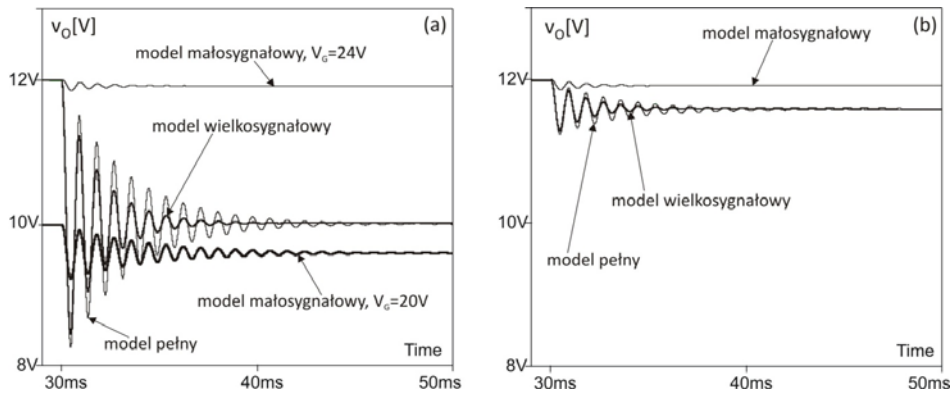 v_O[V]
(a)
model małosygnałowy, V_G=24V
12V
model wielkosygnałowy
10V
model małosygnałowy, V_G=20V
model pełny
Time
8V
30ms
40ms
50ms
v_O[V]
(b)
model małosygnałowy
12V
model wielkosygnałowy
10V
model pełny
Time
8V
30ms
40ms
50ms